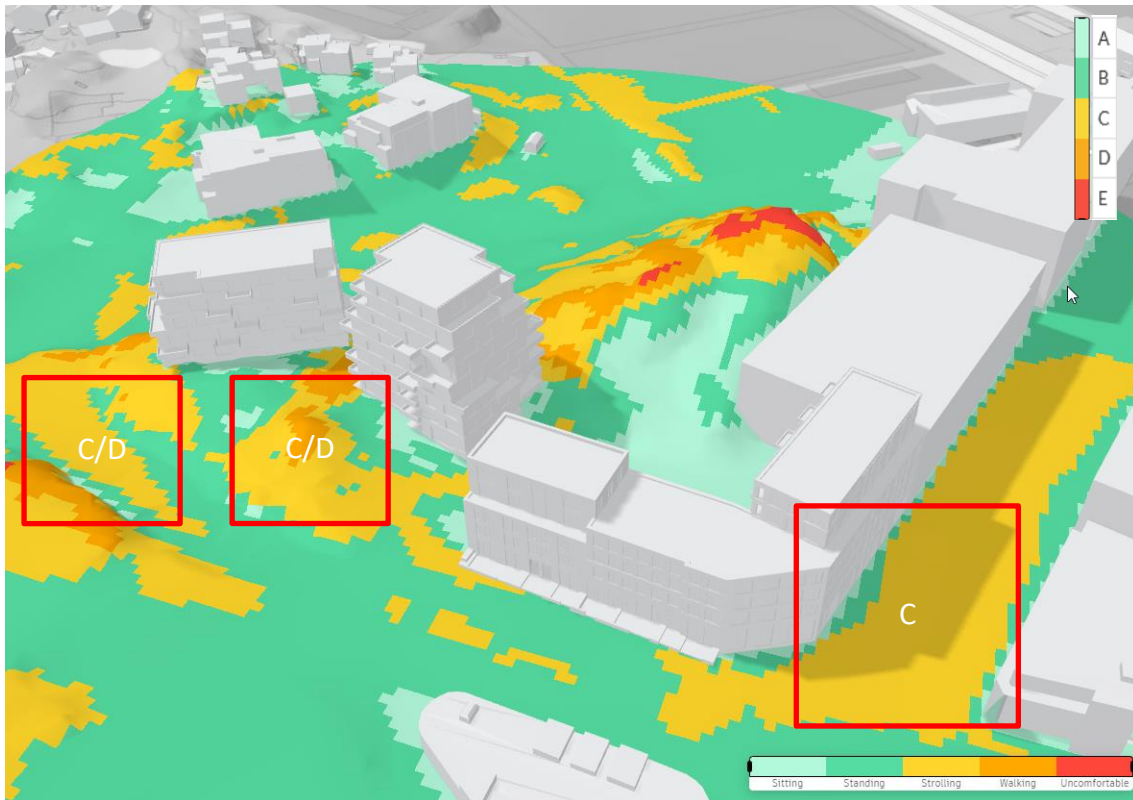 A
B
C
D
E
C/D
C/D
C
Sitting
Standing
Strolling
Walking
Uncomfortable